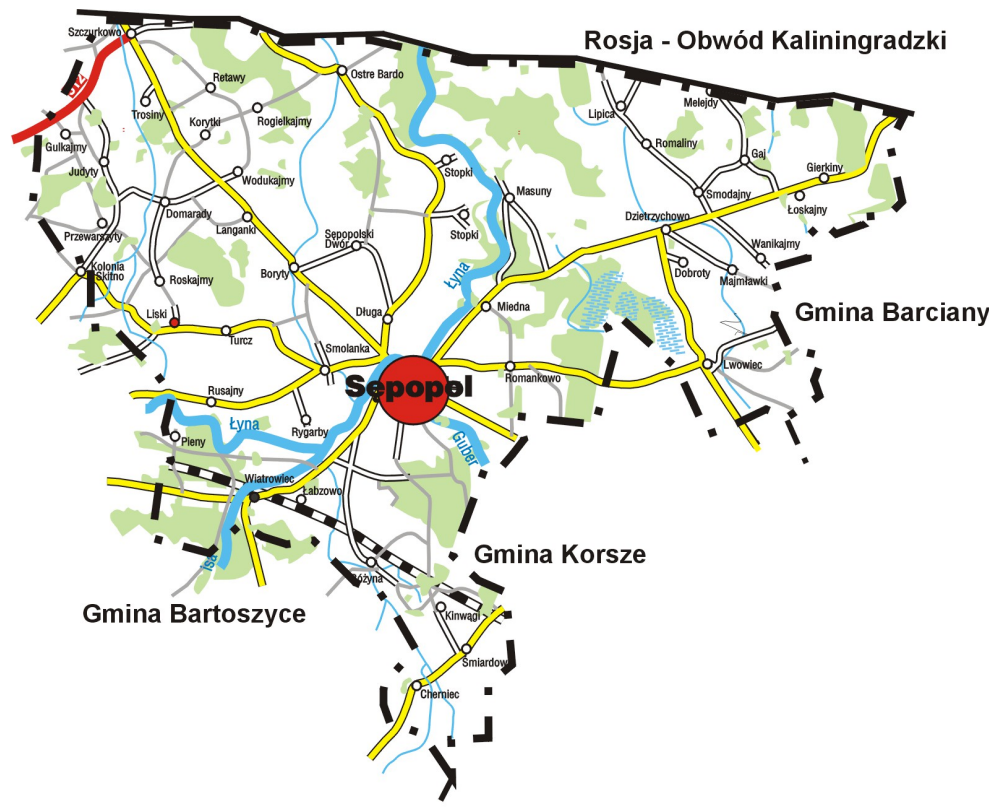 Szczurkowo
Rosja - Obwód Kaliningradzki
512
Ostre Bardo
Retawy
Trosiny
Korytki
Rogielkajmy
Lipica
Melejdy
Gulkajmy
Romaliny
Gaj
Judyty
Stopki
Gierkiny
Wodukajmy
Masuny
Smodajny
Domarady
Łoskajny
Langanki
Dzietrzychowo
Przewarszyty
Sępopolski
Dwór
Stopki
Wanikajmy
Kolonia
Skitno
Boryty
Łyna
Dobroty
Majmławki
Roskajmy
Miedna
Gmina Barciany
Liski
Długa
Turcz
Smolanka
Lwowiec
Romankowo
Sępopol
Rusajny
Łyna
Rygarby
Guber
Pieny
Wiatrowiec
Łabzowo
Gmina Korsze
Isa
Różyna
Gmina Bartoszyce
Kinwągi
Śmiardowo
Cherniec